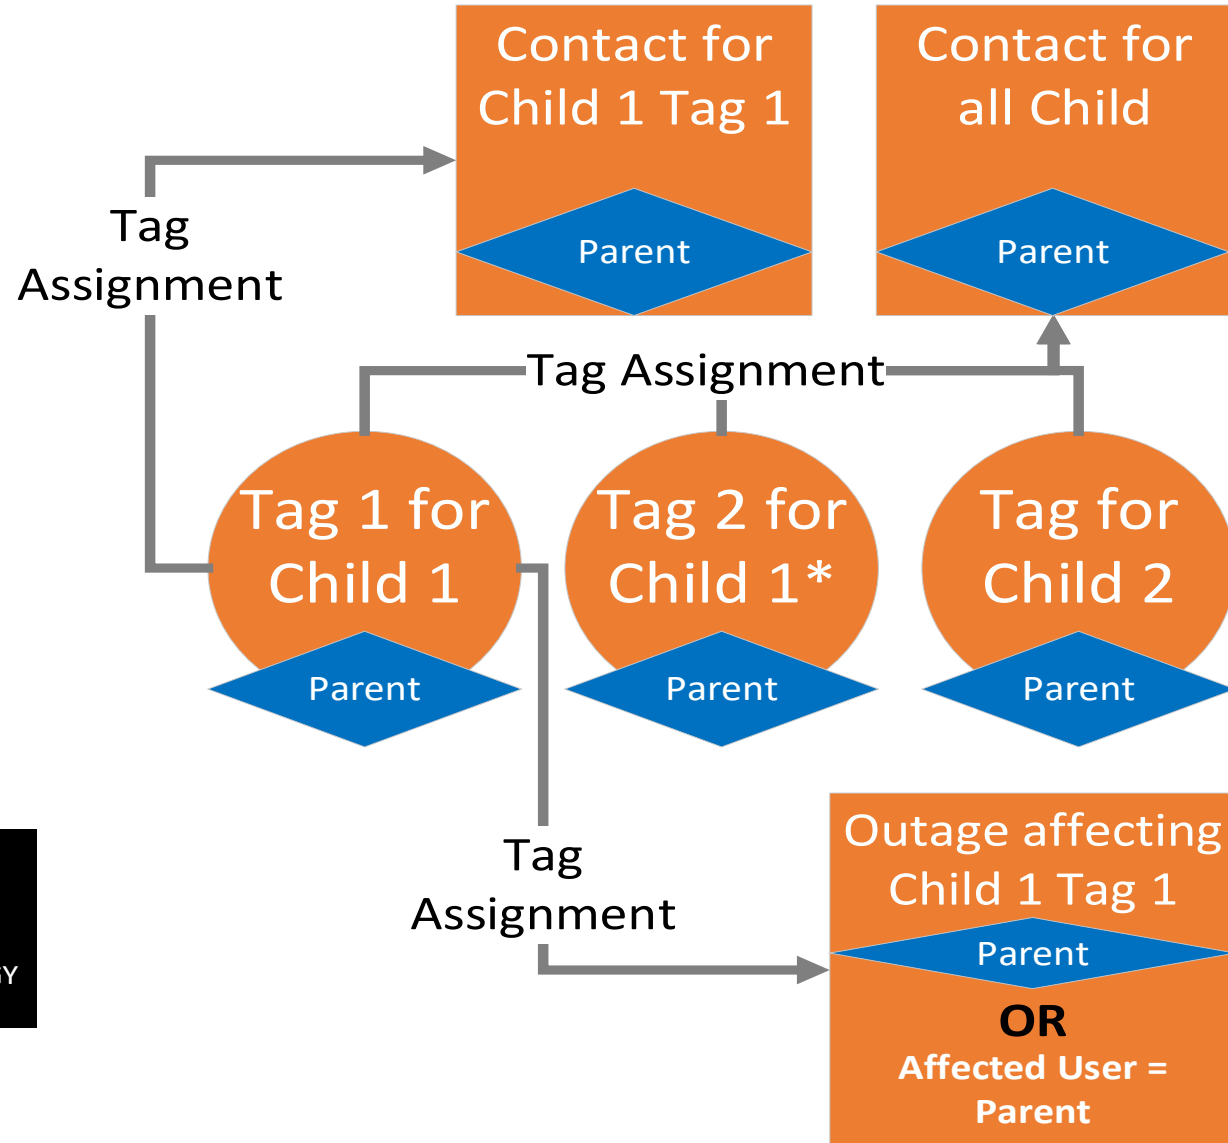 Contact for
Child 1 Tag 1
Parent
Contact for
all Child
Parent
Tag
Assignment
Tag Assignment
Tag 1 for
Child 1
Parent
Tag 2 for
Child 1*
Parent
Tag for
Child 2
Parent
Tag
Assignment
Outage affecting
Child 1 Tag 1
Parent
OR
Affected User =
Parent